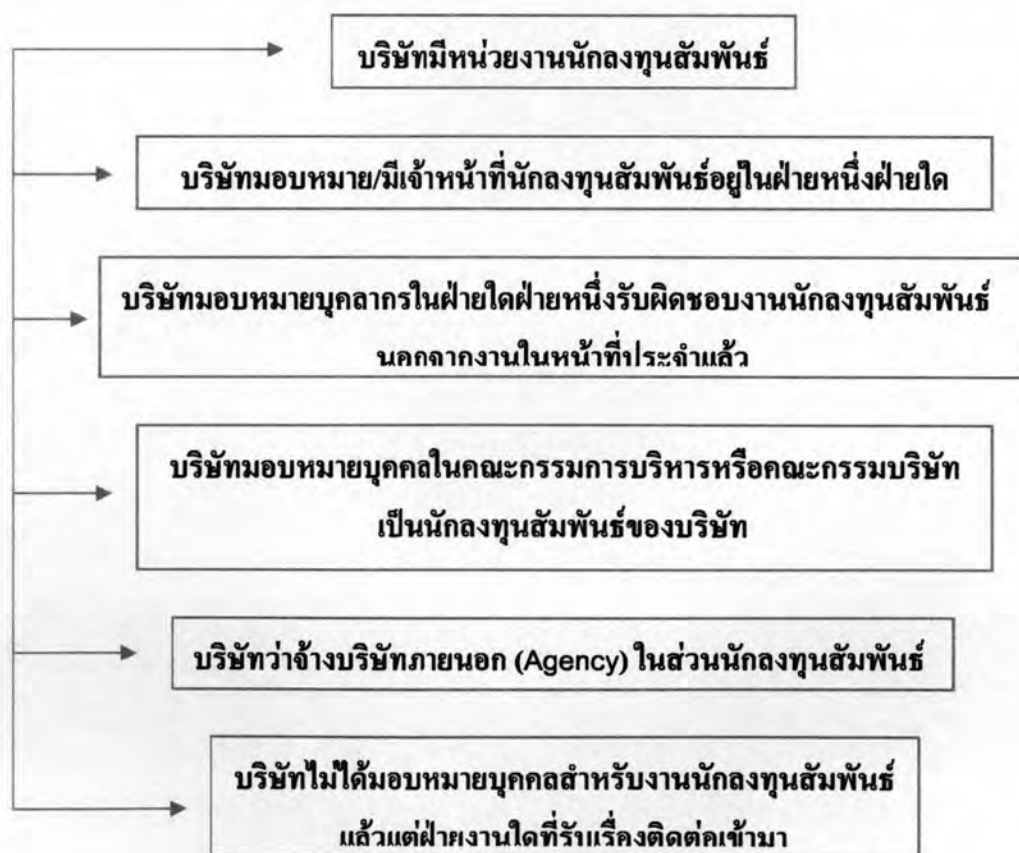 บริษัทมีหน่วยงานนักลงทุนสัมพันธ์
บริษัทมอบหมาย/มีเจ้าหน้าที่นักลงทุนสัมพันธ์อยู่ในฝ่ายหนึ่งฝ่ายใด
บริษัทมอบหมายบุคลากรในฝ่ายใดฝ่ายหนึ่งรับผิดชอบงานนักลงทุนสัมพันธ์
นอกจากงานในหน้าที่ประจำแล้ว
บริษัทมอบหมายบุคคลในคณะกรรมการบริหารหรือคณะกรรมบริษัท
เป็นนักลงทุนสัมพันธ์ของบริษัท
บริษัทว่าจ้างบริษัทภายนอก (Agency) ในส่วนนักลงทุนสัมพันธ์
บริษัทไม่ได้มอบหมายบุคคลสำหรับงานนักลงทุนสัมพันธ์
แล้วแต่ฝ่ายงานใดที่รับเรื่องติดต่อเข้ามา